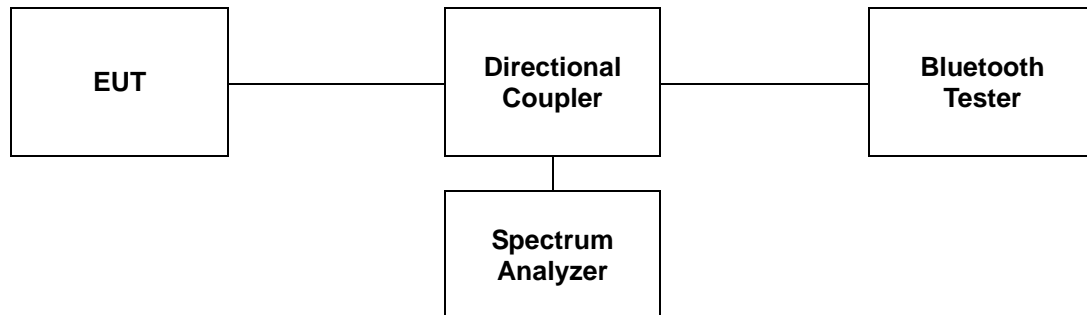 EUT
Directional
Coupler
Bluetooth
Tester
Spectrum
Analyzer